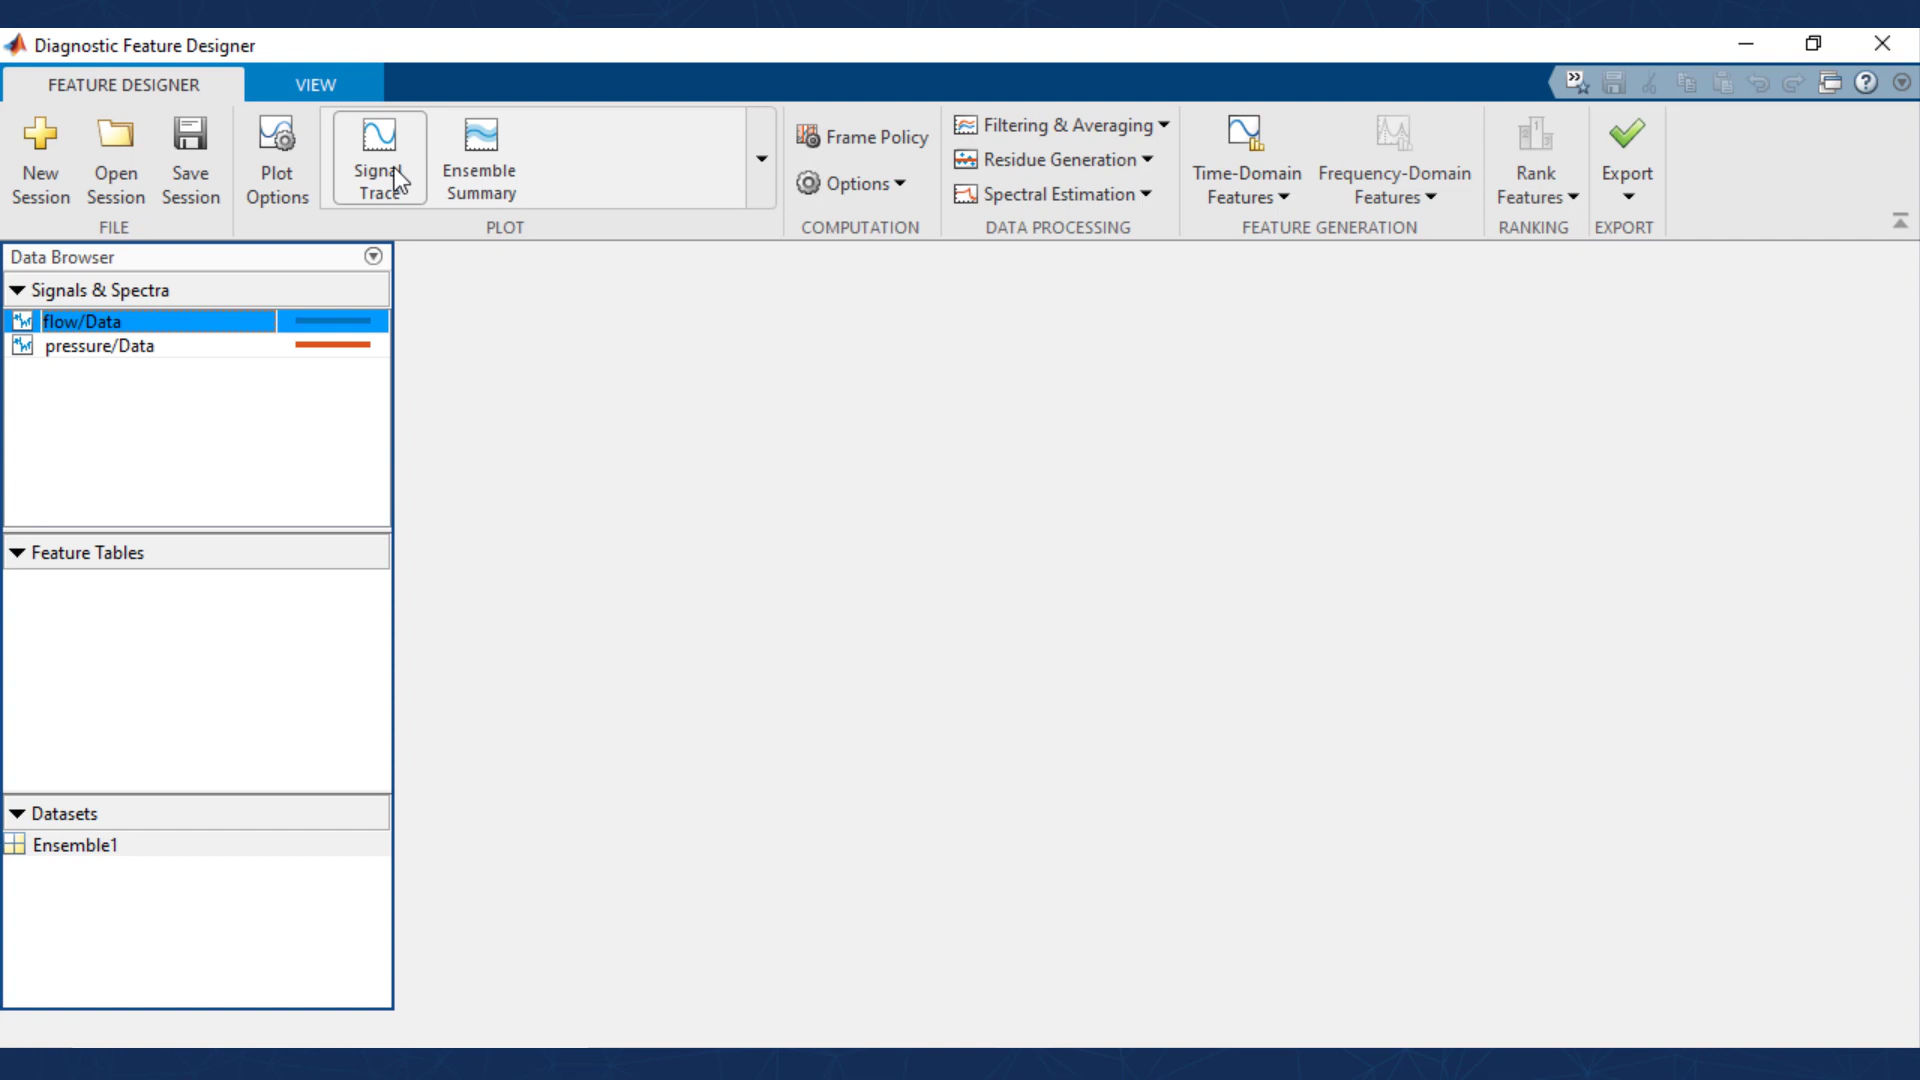 Diagnostic Feature Designer
FEATURE DESIGNER
VIEW
New
Session
Open
Session
Save
Session
FILE
Plot
Options
Signal
Trace
Ensemble
Summary
PLOT
Frame Policy
Options
COMPUTATION
Filtering & Averaging
Residue Generation
Spectral Estimation
DATA PROCESSING
Time-Domain
Features
Frequency-Domain
Features
FEATURE GENERATION
Rank
Features
RANKING
Export
EXPORT
Data Browser
Signals & Spectra
flow/Data
pressure/Data
Feature Tables
Datasets
Ensemble1